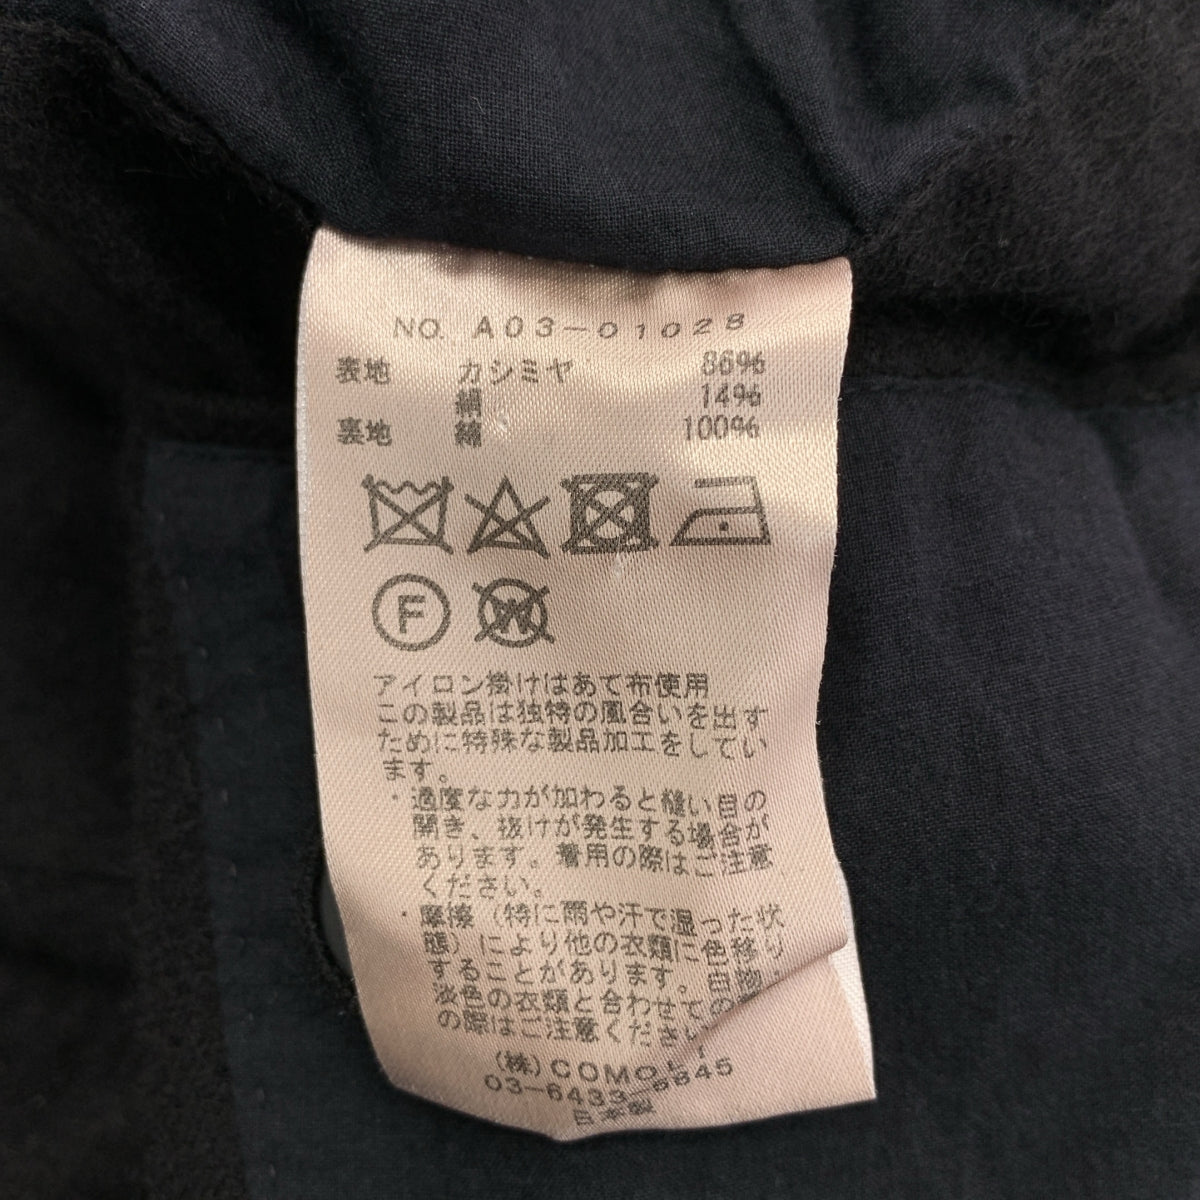 NO. A03-01028
表地 カシミヤ 86%
絹 14%
裏地 綿 100%
F
W
アイロン掛けはあて布使用
この製品は独特の風合いを出す
ために特殊な製品加工をしてい
ます。
・過度な力が加わると縫い目の
開き、抜けが発生する場合が
あります。着用の際はご注意
ください。
・摩擦(特に雨や汗で湿った状
態)により他の衣類に色移り
することがあります。白物・
淡色の衣類と合わせての
の際はご注意ください
(株)COMOLI
03-6433-
日本製